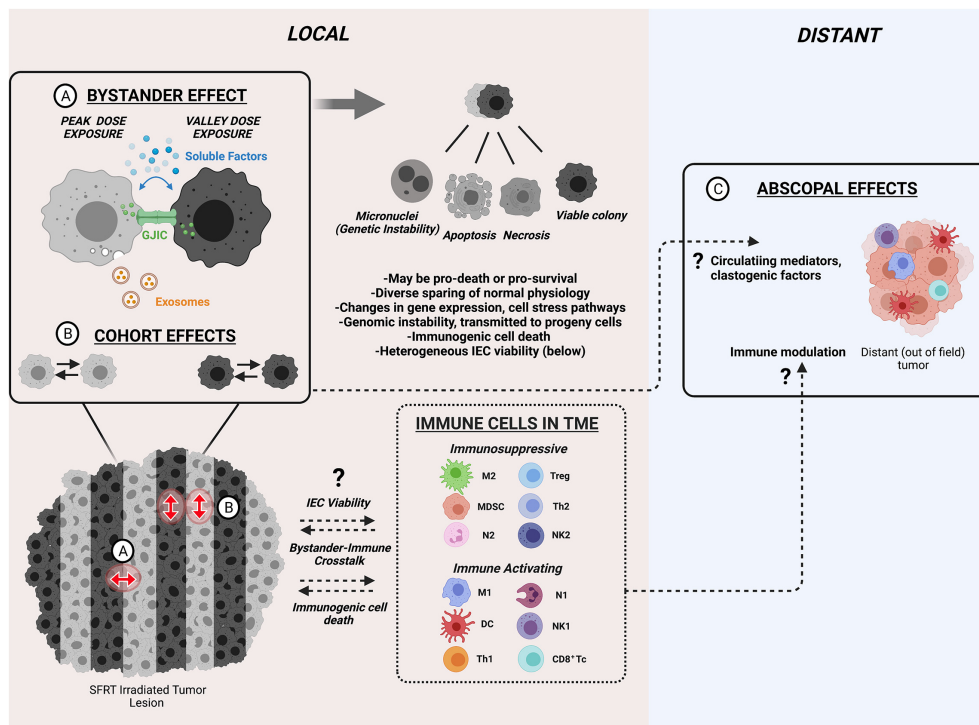 LOCAL
DISTANT
A
BYSTANDER EFFECT
PEAK DOSE
EXPOSURE
VALLEY DOSE
EXPOSURE
Soluble Factors
GJIC
Exosomes
B
COHORT EFFECTS
Micronuclei
(Genetic Instability)
Apoptosis
Necrosis
Viable colony
-May be pro-death or pro-survival
-Diverse sparing of normal physiology
-Changes in gene expression, cell stress pathways
-Genomic instability, transmitted to progeny cells
-Immunogenic cell death
-Heterogeneous IEC viability (below)
C
ABSCOPAL EFFECTS
? Circulatiing mediators,
clastogenic factors
Immune modulation
?
Distant (out of field)
tumor
B
A
SFRT Irradiated Tumor
Lesion
?
IEC Viability
Bystander-Immune
Crosstalk
Immunogenic cell
death
IMMUNE CELLS IN TME
Immunosuppressive
M2
Treg
MDSC
Th2
N2
NK2
Immune Activating
M1
N1
DC
NK1
Th1
CD8⁺Tc